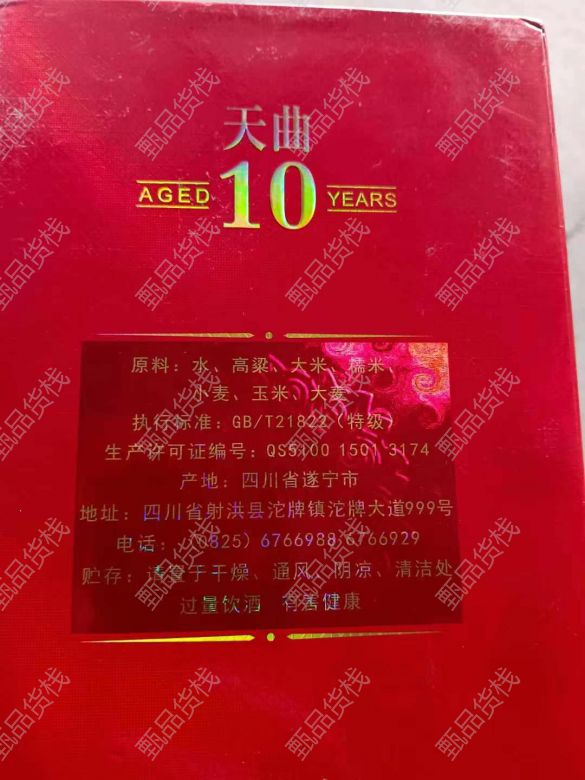 天曲
AGED 10 YEARS
原料：水、高粱、大米、糯米、
小麦、玉米、大麦
执行标准：GB/T21822（特级）
生产许可证编号：QS5100 1501 3174
产地：四川省遂宁市
地址：四川省射洪县沱牌镇沱牌大道999号
电话：（0825）6766988 6766929
贮存：请置于干燥、通风、阴凉、清洁处
过量饮酒 有害健康
甄品货栈